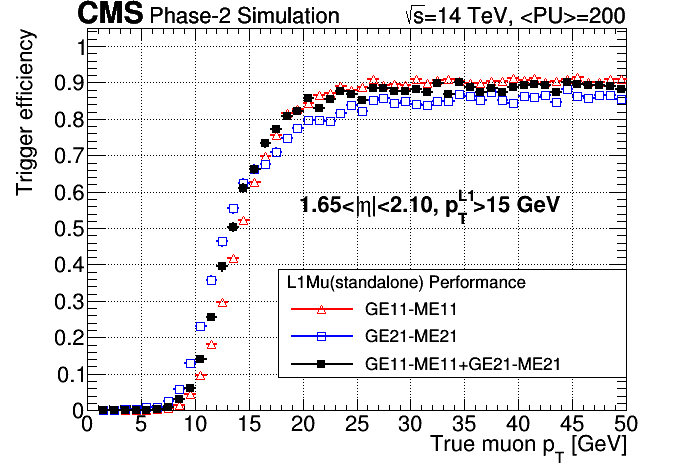 CMS Phase-2 Simulation √s=14 TeV, <PU>=200
Trigger efficiency
1
0.9
0.8
0.7
0.6
0.5
0.4
0.3
0.2
0.1
0
1.65<|η|<2.10, p_T^L1>15 GeV
L1Mu(standalone) Performance
GE11-ME11
GE21-ME21
GE11-ME11+GE21-ME21
0 5 10 15 20 25 30 35 40 45 50
True muon p_T [GeV]